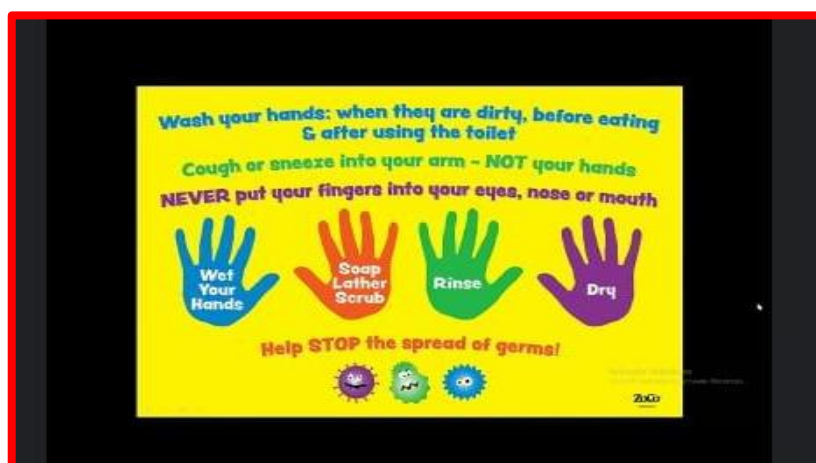 Wash your hands: when they are dirty, before eating
& after using the toilet
Cough or sneeze into your arm - NOT your hands
NEVER put your fingers into your eyes, nose or mouth
Wet
Your
Hands
Soap
Lather
Scrub
Rinse
Dry
Help STOP the spread of germs!
ZoCo